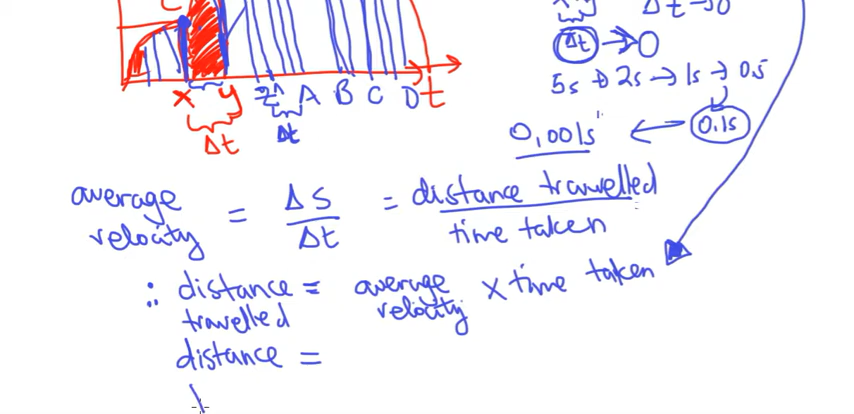 Δt → 0
x y z A B C D t
Δt → 0
5s → 2s → 1s → 0.5
Δt Δt
0,001s ← 0.1s
average velocity = Δs/Δt = distance travelled/time taken
∴ distance travelled = average velocity × time taken
distance =